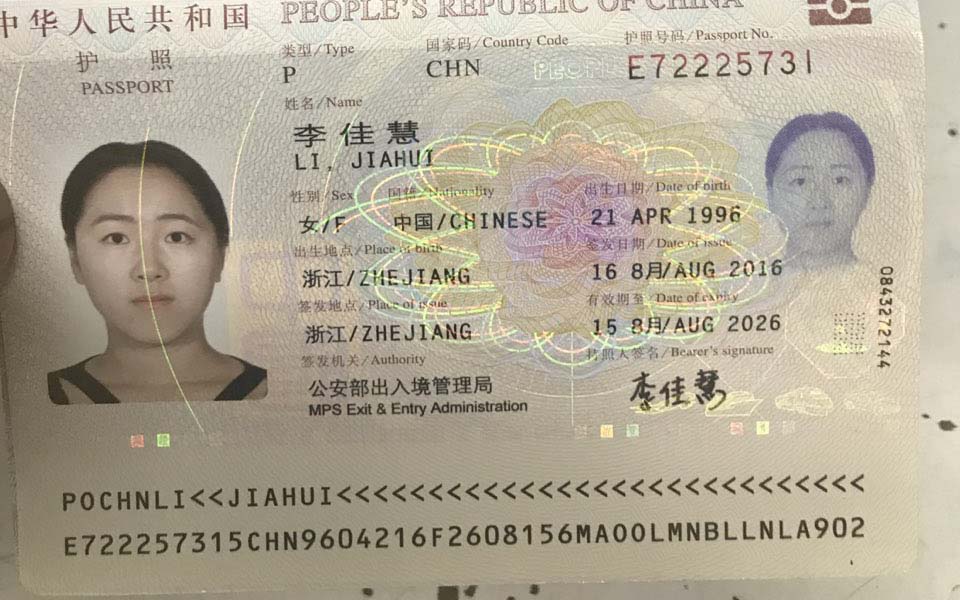 中华人民共和国 PEOPLE'S REPUBLIC OF CHINA
护 照
PASSPORT
类型/Type 国家码/Country Code 护照号码/Passport No.
P CHN E72225731
姓名/Name
李佳慧
LI, JIAHUI
性别/Sex 国籍/Nationality 出生日期/Date of birth
女/F 中国/CHINESE 21 APR 1996
出生地点/Place of birth 签发日期/Date of issue
浙江/ZHEJIANG 16 8月/AUG 2016
签发地点/Place of issue 有效期至/Date of expiry
浙江/ZHEJIANG 15 8月/AUG 2026
签发机关/Authority 持照人签名/Bearer's signature
公安部出入境管理局 李佳慧
MPS Exit & Entry Administration
0843272144
POCHNLI<<JIAHUI<<<<<<<<<<<<<<<<<<<<<<<<<<<<<
E722257315CHN9604216F2608156MAOOLMNBLLNLA902